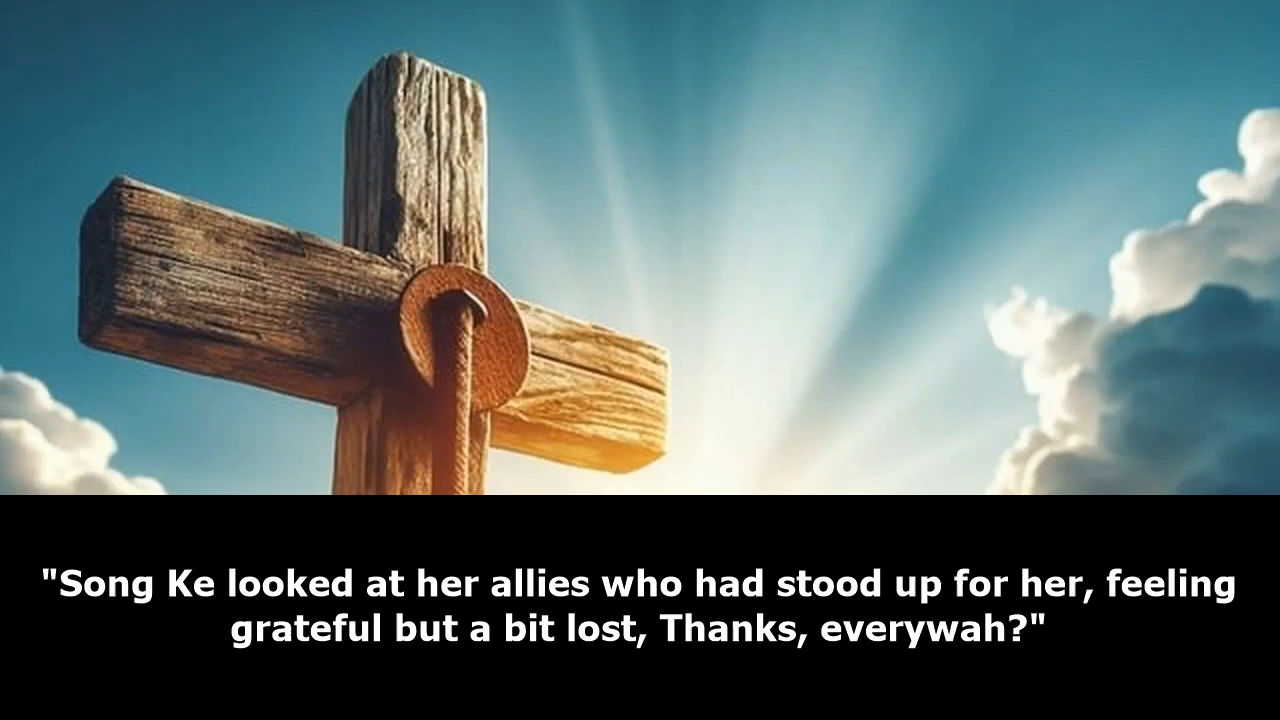 "Song Ke looked at her allies who had stood up for her, feeling
grateful but a bit lost, Thanks, everywah?"